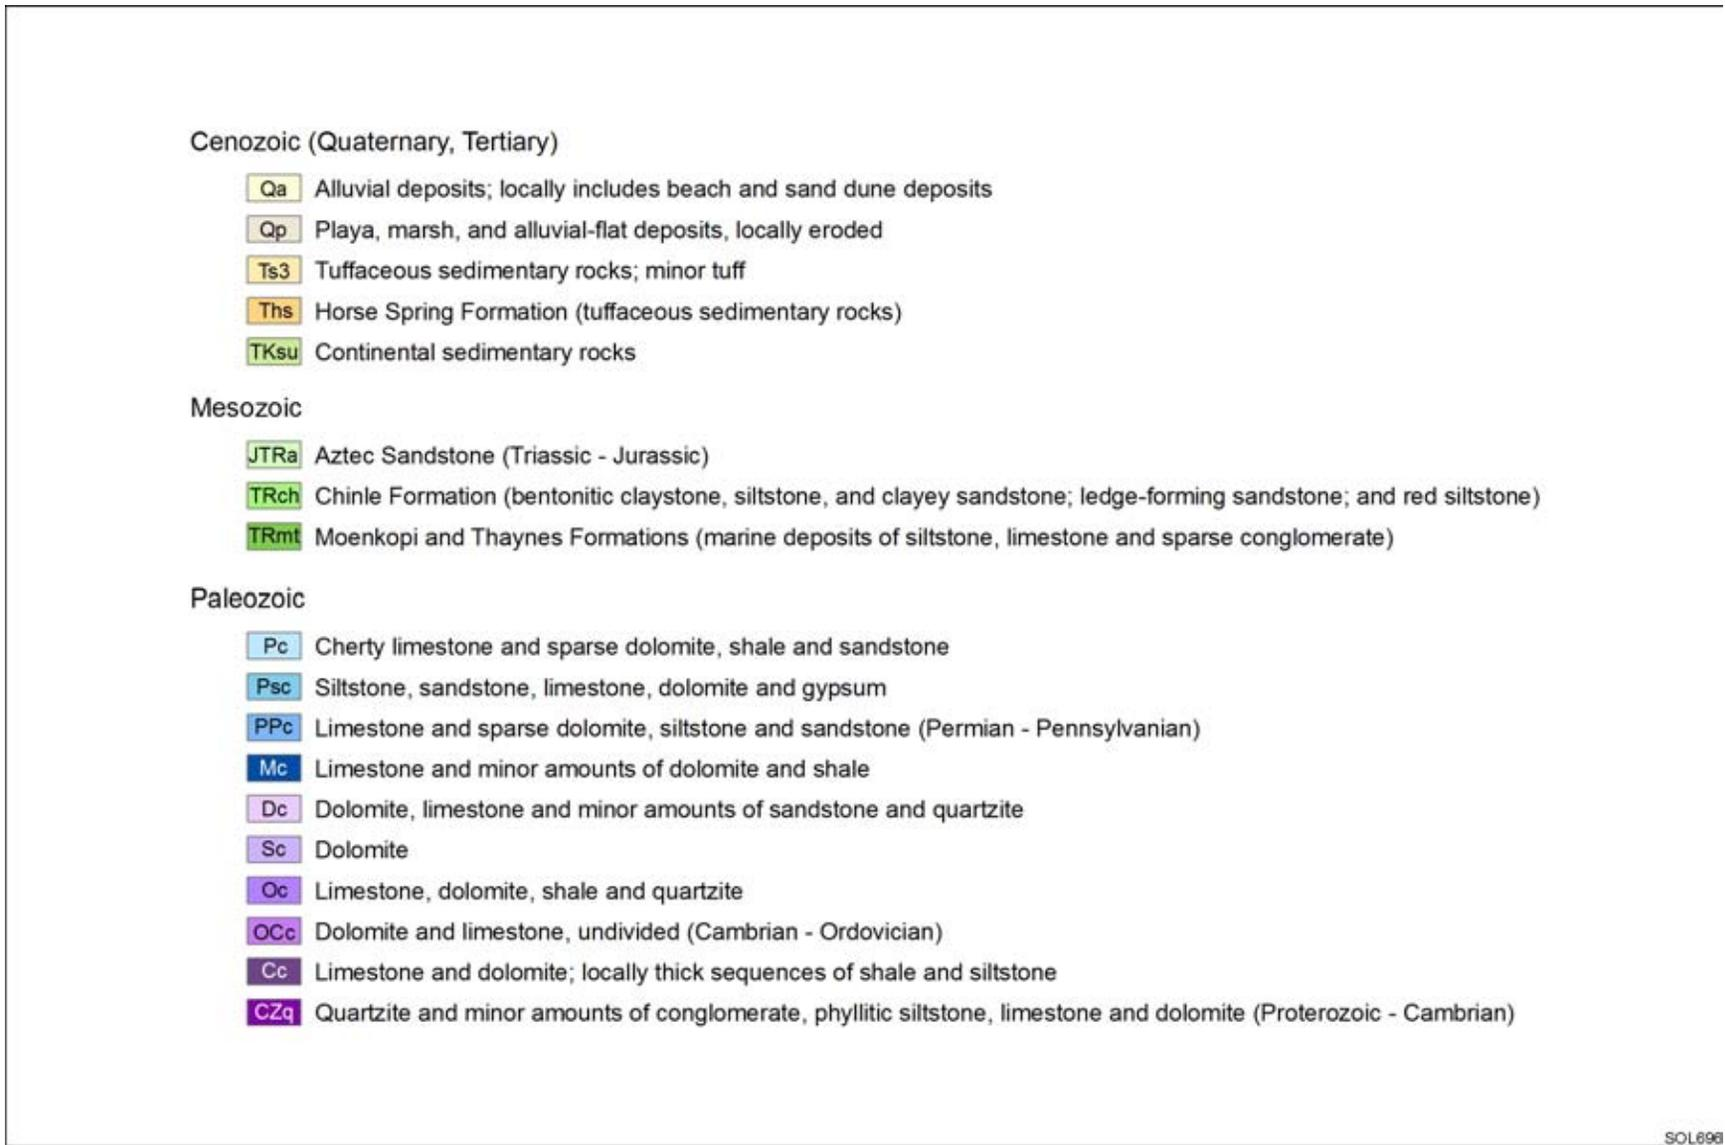 Cenozoic (Quaternary, Tertiary)
Qa Alluvial deposits; locally includes beach and sand dune deposits
Qp Playa, marsh, and alluvial-flat deposits, locally eroded
Ts3 Tuffaceous sedimentary rocks; minor tuff
Ths Horse Spring Formation (tuffaceous sedimentary rocks)
TKsu Continental sedimentary rocks
Mesozoic
JTRa Aztec Sandstone (Triassic - Jurassic)
TRch Chinle Formation (bentonitic claystone, siltstone, and clayey sandstone; ledge-forming sandstone; and red siltstone)
TRmt Moenkopi and Thaynes Formations (marine deposits of siltstone, limestone and sparse conglomerate)
Paleozoic
Pc Cherty limestone and sparse dolomite, shale and sandstone
Psc Siltstone, sandstone, limestone, dolomite and gypsum
PPc Limestone and sparse dolomite, siltstone and sandstone (Permian - Pennsylvanian)
Mc Limestone and minor amounts of dolomite and shale
Dc Dolomite, limestone and minor amounts of sandstone and quartzite
Sc Dolomite
Oc Limestone, dolomite, shale and quartzite
OCc Dolomite and limestone, undivided (Cambrian - Ordovician)
Cc Limestone and dolomite; locally thick sequences of shale and siltstone
CZq Quartzite and minor amounts of conglomerate, phyllitic siltstone, limestone and dolomite (Proterozoic - Cambrian)